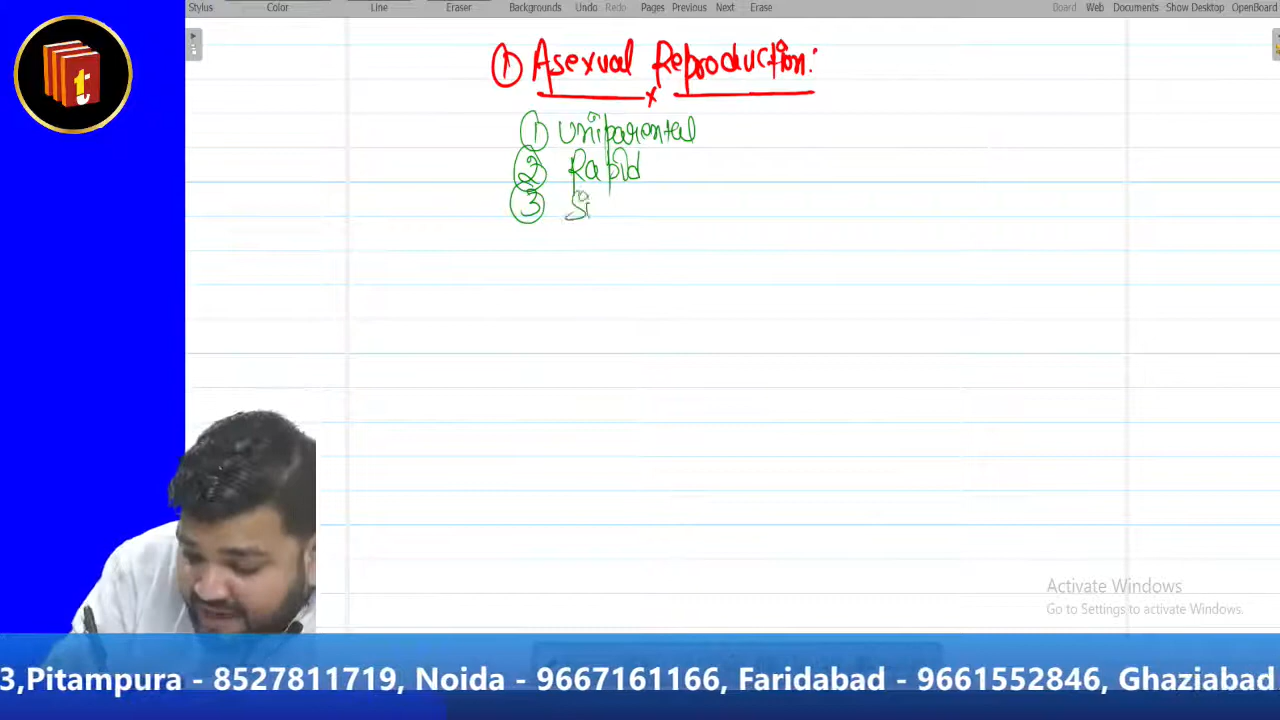 Stylus Color Line Eraser Backgrounds Undo Redo Pages Previous Next Erase Board Web Documents Show Desktop OpenBoard
t
① Asexual Reproduction:
① Uniparental
② Rapid
③ Si
Activate Windows
Go to Settings to activate Windows.
3,Pitampura - 8527811719, Noida - 9667161166, Faridabad - 9661552846, Ghaziabad